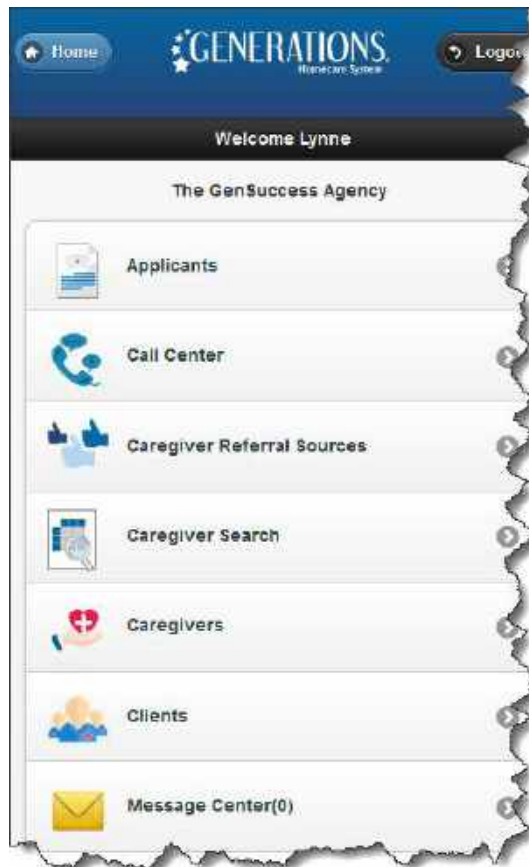 Home
GENERATIONS.
Homecare System
Welcome Lynne
The GenSuccess Agency
Applicants
Call Center
Caregiver Referral Sources
Caregiver Search
Caregivers
Clients
Message Center(0)